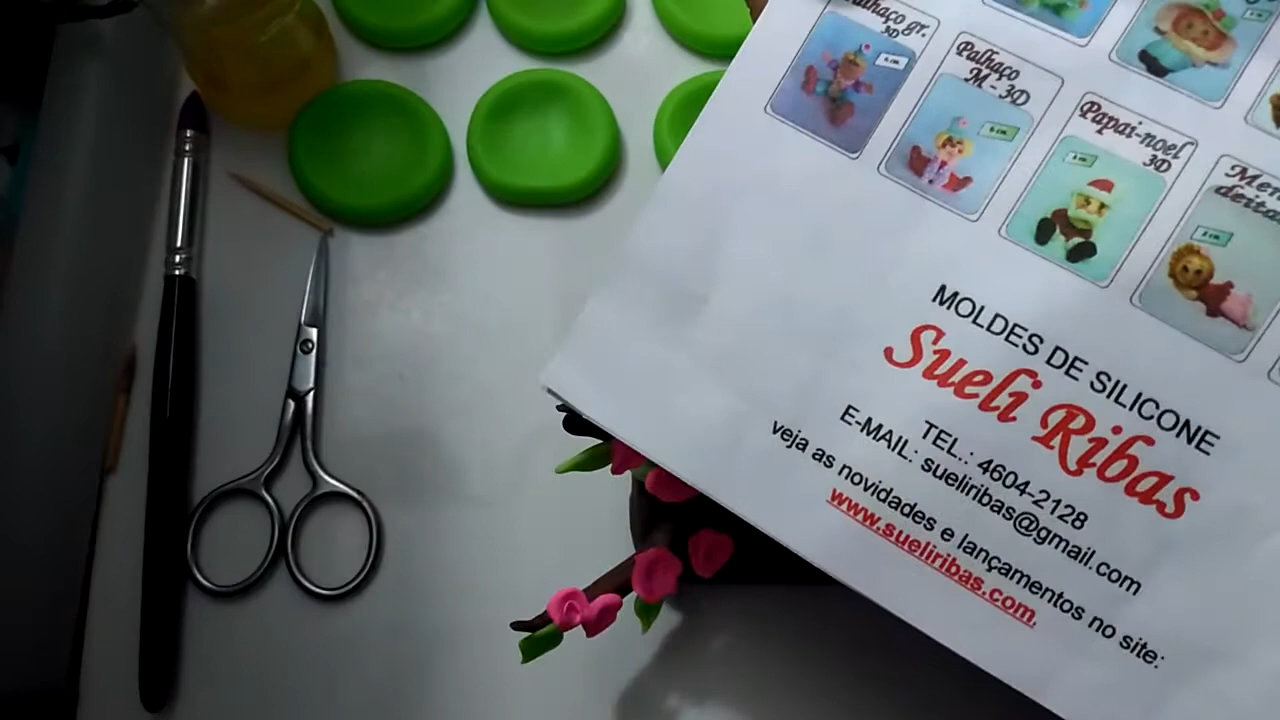 Palhaço gr.
3D
Palhaço
M - 3D
Papai-noel
3D
MOLDES DE SILICONE
Sueli Ribas
TEL.: 4604-2128
E-MAIL: sueliribas@gmail.com
veja as novidades e lançamentos no site:
www.sueliribas.com.